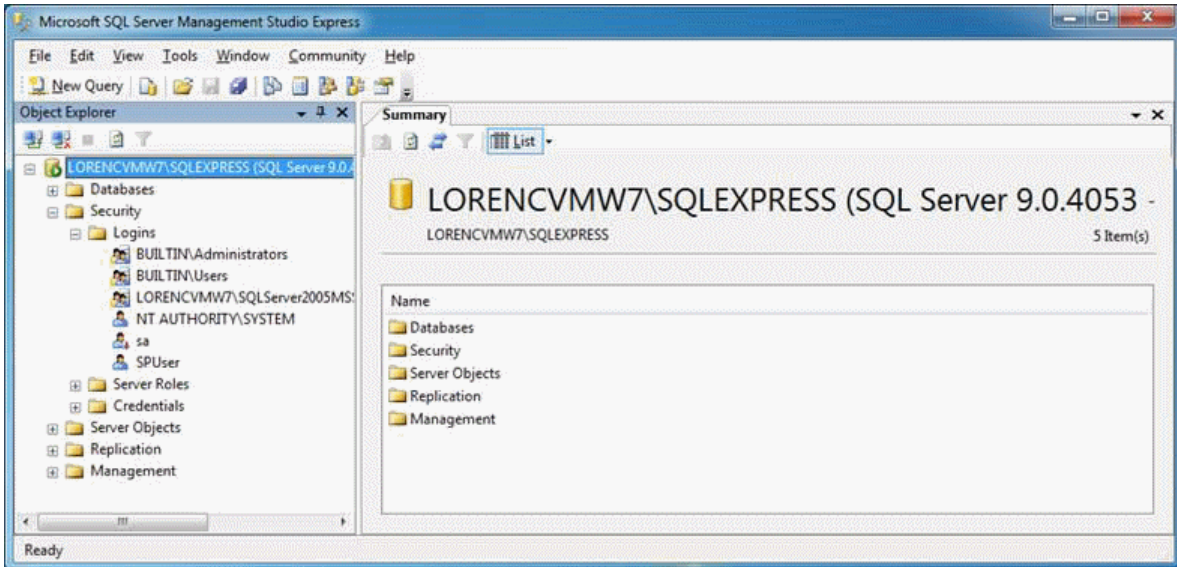 Microsoft SQL Server Management Studio Express
File Edit View Tools Window Community Help
New Query
Object Explorer
LORENCVMW7\SQLEXPRESS (SQL Server 9.0.4
Databases
Security
Logins
BUILTIN\Administrators
BUILTIN\Users
LORENCVMW7\SQLServer2005MS
NT AUTHORITY\SYSTEM
sa
SPUser
Server Roles
Credentials
Server Objects
Replication
Management
Summary
List
LORENCVMW7\SQLEXPRESS (SQL Server 9.0.4053 -
LORENCVMW7\SQLEXPRESS 5 Item(s)
Name
Databases
Security
Server Objects
Replication
Management
Ready